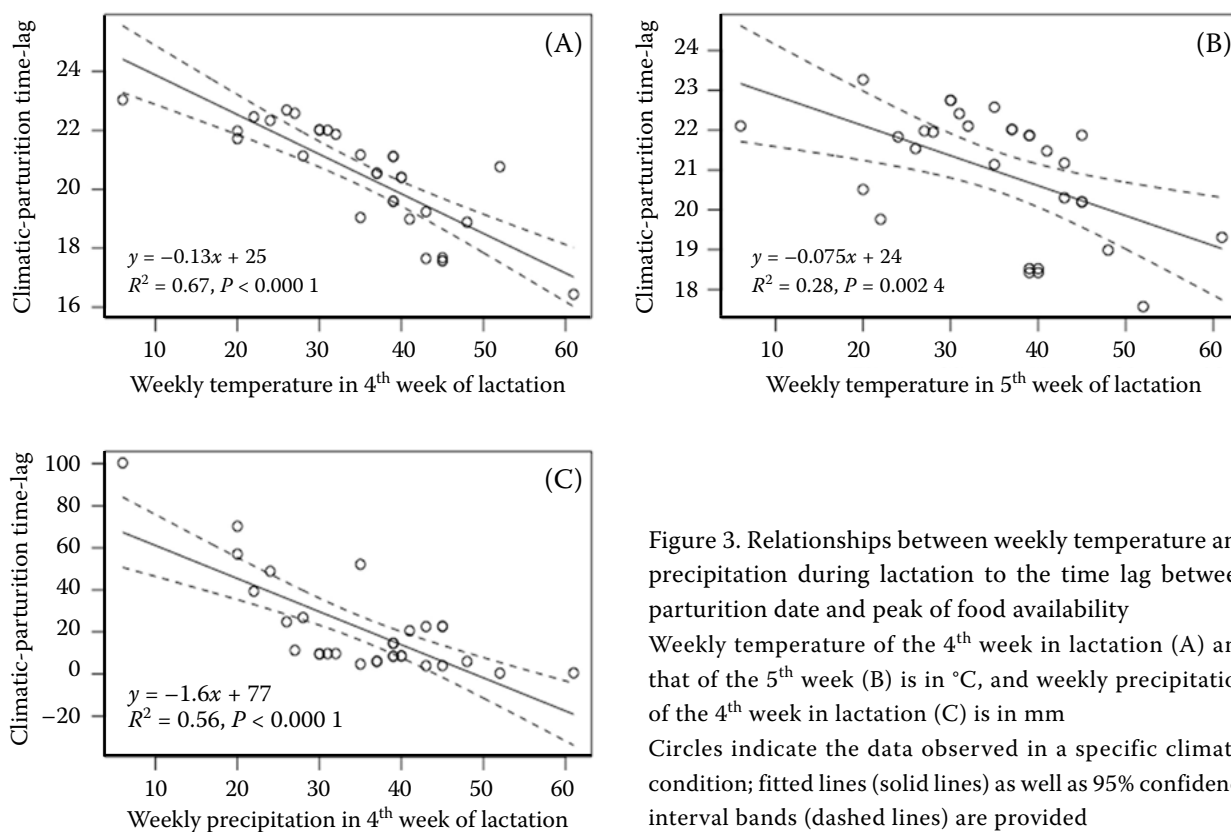 (A)
Climatic-parturition time-lag
24
22
20
18
16
y = −0.13x + 25
R² = 0.67, P < 0.000 1
10 20 30 40 50 60
Weekly temperature in 4th week of lactation
(B)
Climatic-parturition time-lag
24
23
22
21
20
19
18
y = −0.075x + 24
R² = 0.28, P = 0.002 4
10 20 30 40 50 60
Weekly temperature in 5th week of lactation
(C)
Climatic-parturition time-lag
100
80
60
40
20
0
−20
y = −1.6x + 77
R² = 0.56, P < 0.000 1
10 20 30 40 50 60
Weekly precipitation in 4th week of lactation
Figure 3. Relationships between weekly temperature an
precipitation during lactation to the time lag betwee
parturition date and peak of food availability
Weekly temperature of the 4th week in lactation (A) an
that of the 5th week (B) is in °C, and weekly precipitatio
of the 4th week in lactation (C) is in mm
Circles indicate the data observed in a specific climat
condition; fitted lines (solid lines) as well as 95% confiden
interval bands (dashed lines) are provided